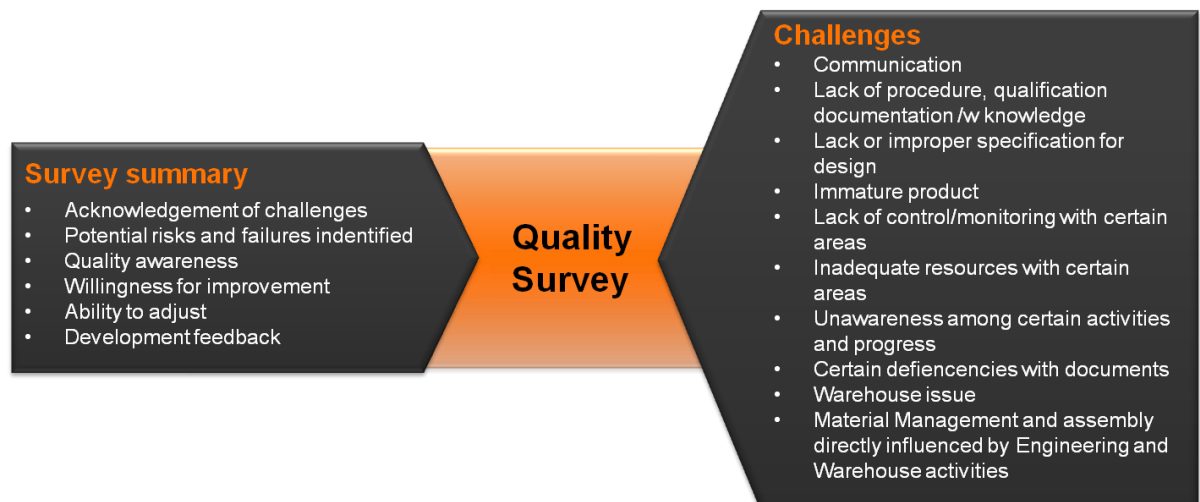 Survey summary
• Acknowledgement of challenges
• Potential risks and failures indentified
• Quality awareness
• Willingness for improvement
• Ability to adjust
• Development feedback
Quality
Survey
Challenges
• Communication
• Lack of procedure, qualification
documentation /w knowledge
• Lack or improper specification for
design
• Immature product
• Lack of control/monitoring with certain
areas
• Inadequate resources with certain
areas
• Unawareness among certain activities
and progress
• Certain defiencencies with documents
• Warehouse issue
• Material Management and assembly
directly influenced by Engineering and
Warehouse activities